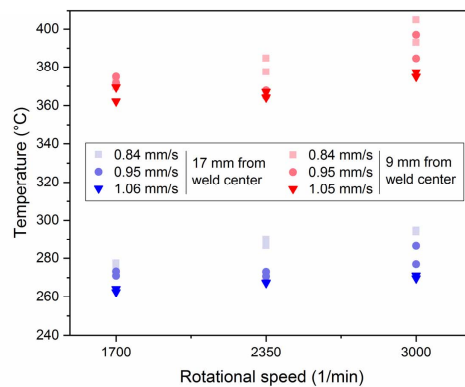 Temperature (°C)
400
380
360
340
320
300
280
260
240
0.84 mm/s
0.95 mm/s
1.06 mm/s
17 mm from
weld center
0.84 mm/s
0.95 mm/s
1.05 mm/s
9 mm from
weld center
1700 2350 3000
Rotational speed (1/min)